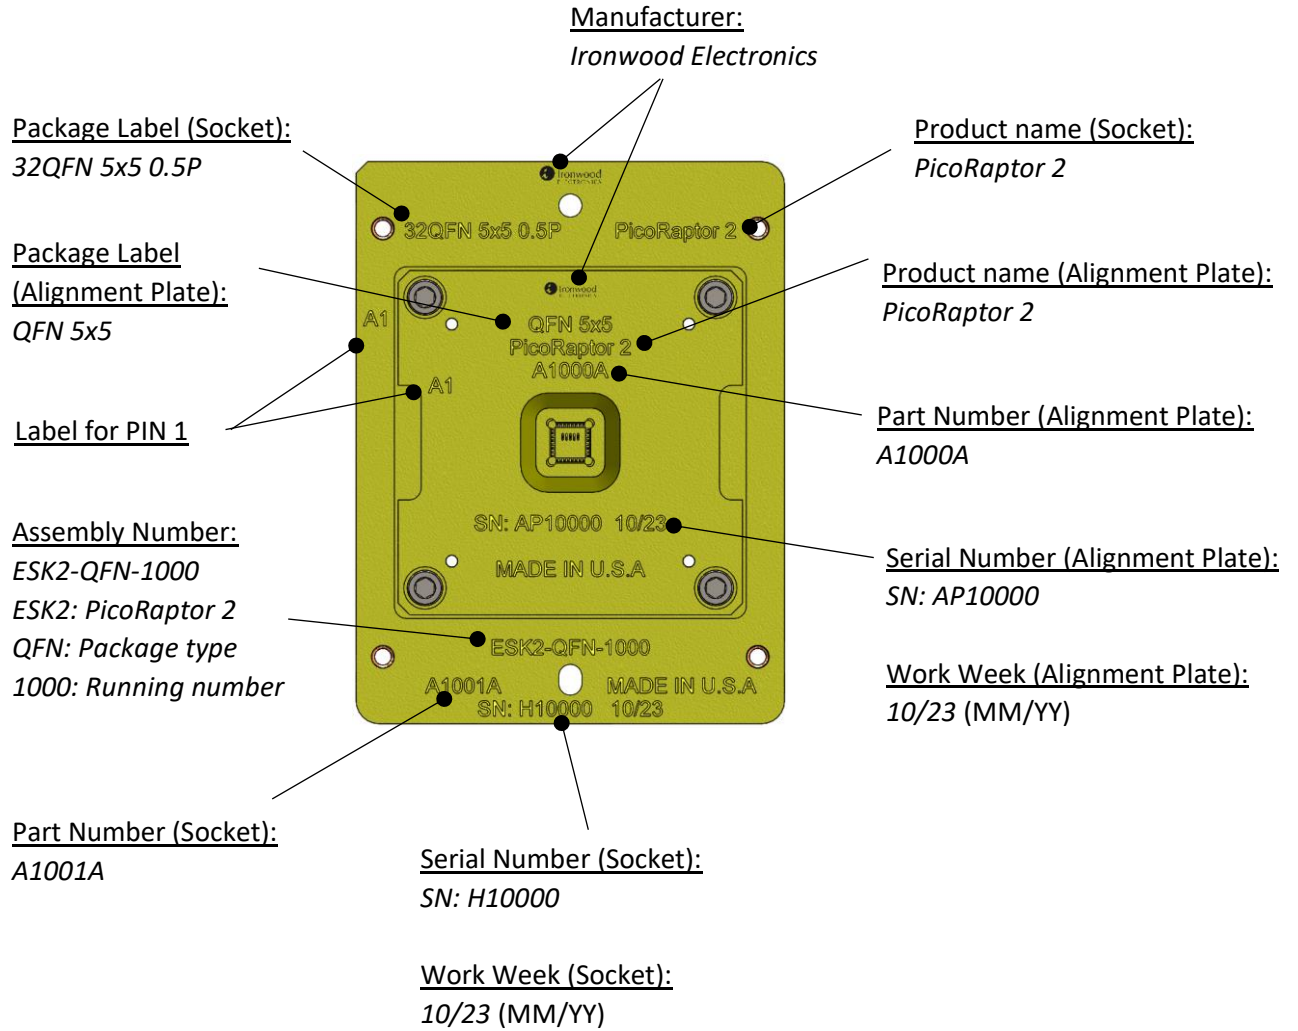 Manufacturer:
Ironwood Electronics
Package Label (Socket):
32QFN 5x5 0.5P
Product name (Socket):
PicoRaptor 2
Ironwood
ELECTRONICS
32QFN 5x5 0.5P
PicoRaptor 2
Package Label
(Alignment Plate):
QFN 5x5
Product name (Alignment Plate):
PicoRaptor 2
Ironwood
ELECTRONICS
A1
QFN 5x5
PicoRaptor 2
A1000A
A1
Label for PIN 1
Part Number (Alignment Plate):
A1000A
SN: AP10000 10/23
MADE IN U.S.A
Assembly Number:
ESK2-QFN-1000
ESK2: PicoRaptor 2
QFN: Package type
1000: Running number
Serial Number (Alignment Plate):
SN: AP10000
Work Week (Alignment Plate):
10/23 (MM/YY)
ESK2-QFN-1000
A1001A
MADE IN U.S.A
SN: H10000 10/23
Part Number (Socket):
A1001A
Serial Number (Socket):
SN: H10000
Work Week (Socket):
10/23 (MM/YY)